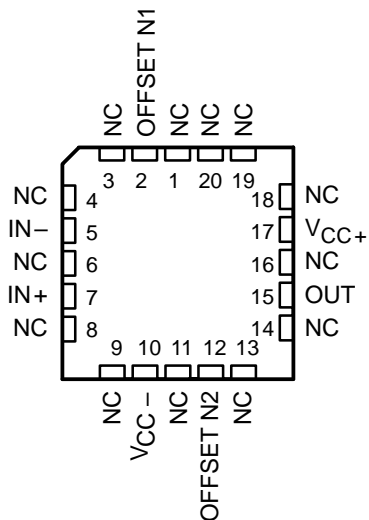 NC
OFFSET N1
NC
NC
NC
3
2
1
20
19
NC
4
18
NC
IN−
5
17
VCC+
NC
6
16
NC
IN+
7
15
OUT
NC
8
14
NC
9
10
11
12
13
NC
VCC −
NC
OFFSET N2
NC